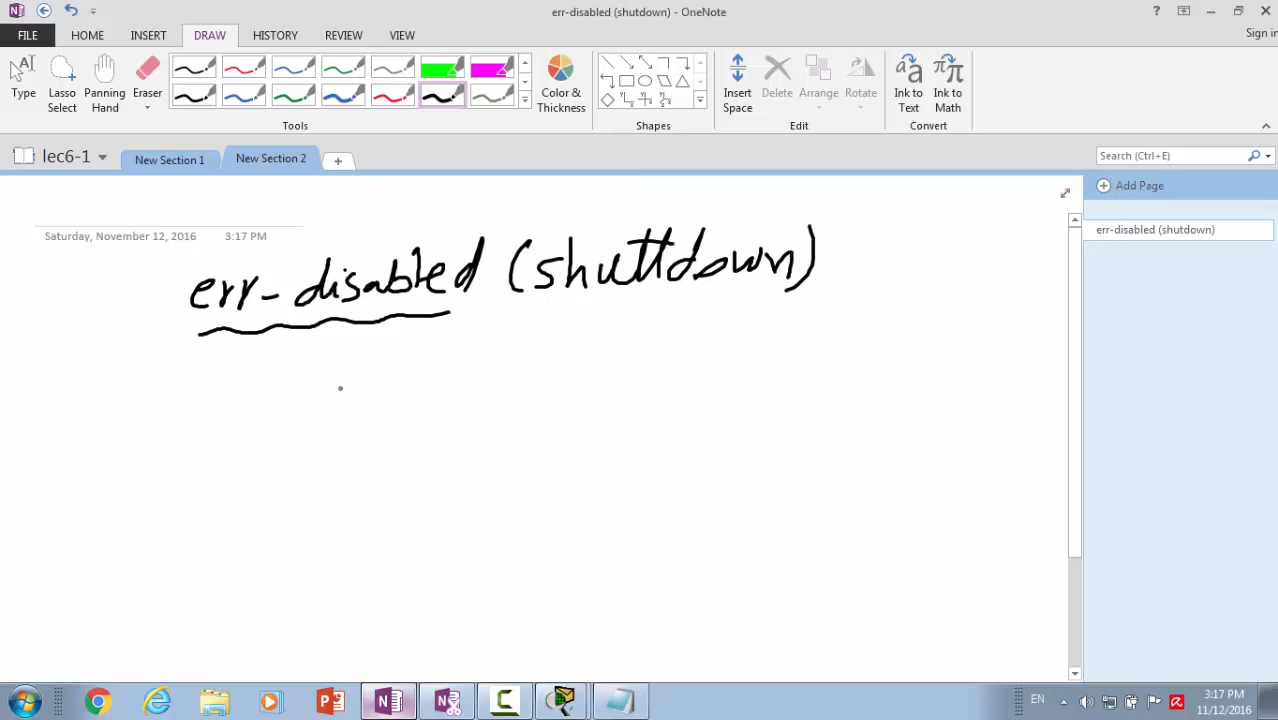 err-disabled (shutdown) - OneNote
? 
Sign in
FILE HOME INSERT DRAW HISTORY REVIEW VIEW
Type Lasso Select Panning Hand Eraser Color & Thickness Insert Space Delete Arrange Rotate Ink to Text Ink to Math
Tools Shapes Edit Convert
lec6-1 New Section 1 New Section 2 + Search (Ctrl+E)
Add Page
err-disabled (shutdown)
Saturday, November 12, 2016 3:17 PM
err-disabled (shuttdown)
EN 3:17 PM
11/12/2016